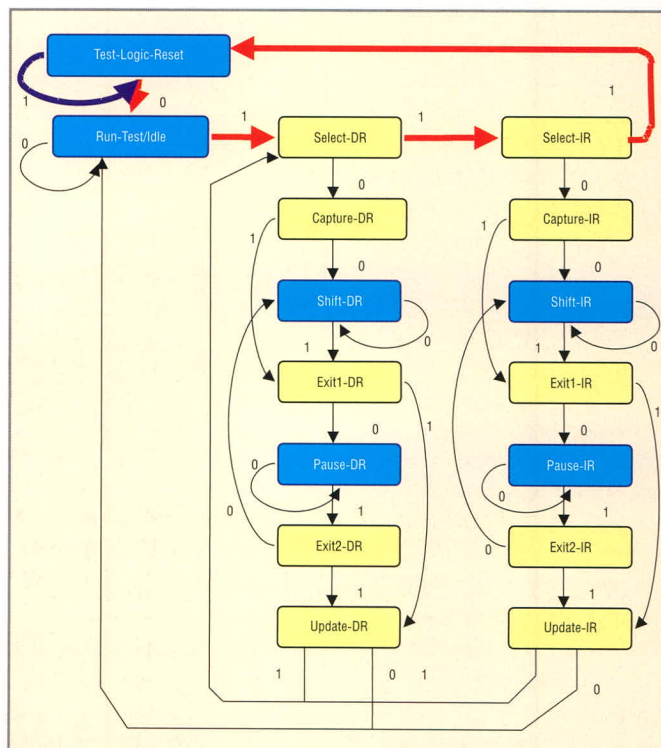 Test-Logic-Reset
1
0
1
Run-Test/Idle
1
Select-DR
1
Select-IR
0
0
0
Capture-DR
Capture-IR
1
0
1
0
Shift-DR
Shift-IR
0
0
1
1
Exit1-DR
Exit1-IR
1
1
0
0
0
Pause-DR
Pause-IR
0
0
1
1
Exit2-DR
Exit2-IR
0
1
1
Update-DR
Update-IR
1
0
1
0